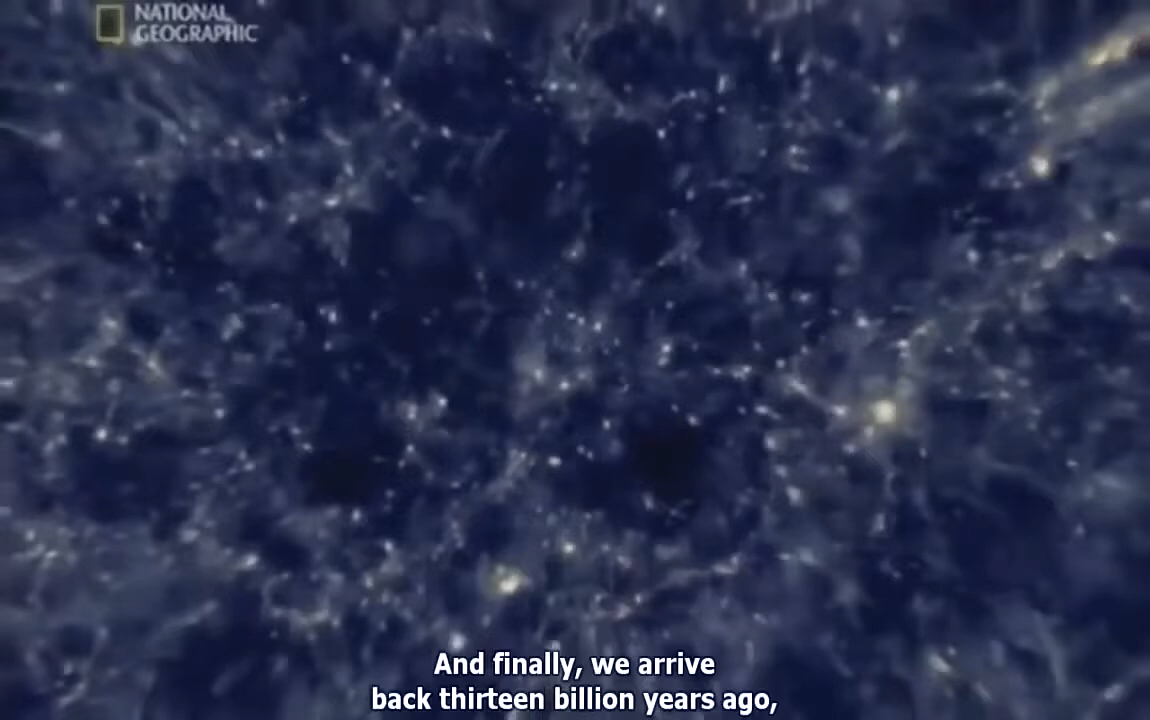 NATIONAL
GEOGRAPHIC
And finally, we arrive
back thirteen billion years ago,